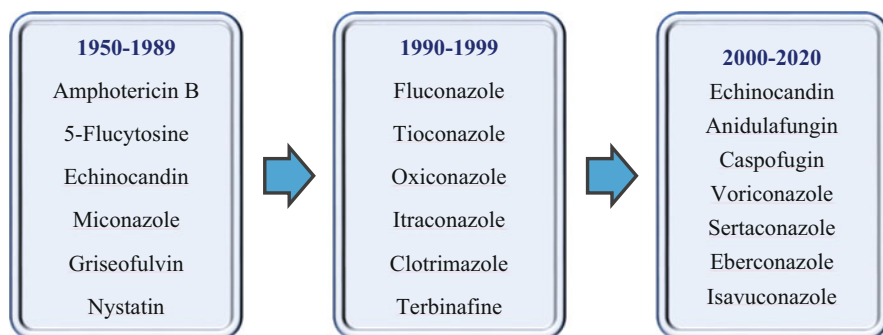 1950-1989
Amphotericin B
5-Flucytosine
Echinocandin
Miconazole
Griseofulvin
Nystatin
1990-1999
Fluconazole
Tioconazole
Oxiconazole
Itraconazole
Clotrimazole
Terbinafine
2000-2020
Echinocandin
Anidulafungin
Caspofugin
Voriconazole
Sertaconazole
Eberconazole
Isavuconazole